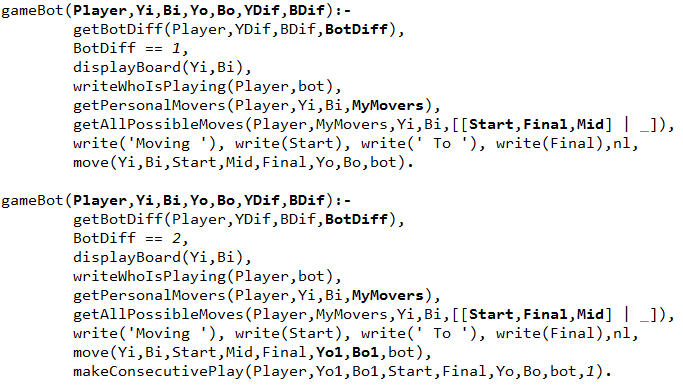 gameBot(Player,Yi,Bi,Yo,Bo,YDif,BDif):-
getBotDiff(Player,YDif,BDif,BotDiff),
BotDiff == 1,
displayBoard(Yi,Bi),
writeWhoIsPlaying(Player,bot),
getPersonalMovers(Player,Yi,Bi,MyMovers),
getAllPossibleMoves(Player,MyMovers,Yi,Bi,[[Start,Final,Mid] | _]),
write('Moving '), write(Start), write(' To '), write(Final),nl,
move(Yi,Bi,Start,Mid,Final,Yo,Bo,bot).
gameBot(Player,Yi,Bi,Yo,Bo,YDif,BDif):-
getBotDiff(Player,YDif,BDif,BotDiff),
BotDiff == 2,
displayBoard(Yi,Bi),
writeWhoIsPlaying(Player,bot),
getPersonalMovers(Player,Yi,Bi,MyMovers),
getAllPossibleMoves(Player,MyMovers,Yi,Bi,[[Start,Final,Mid] | _]),
write('Moving '), write(Start), write(' To '), write(Final),nl,
move(Yi,Bi,Start,Mid,Final,Yo1,Bo1,bot),
makeConsecutivePlay(Player,Yo1,Bo1,Start,Final,Yo,Bo,bot,1).